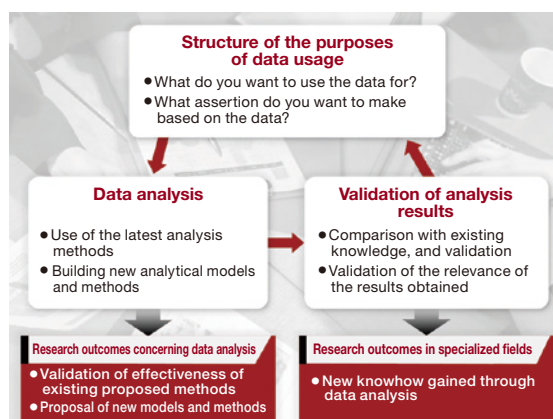 Structure of the purposes
of data usage
●What do you want to use the data for?
●What assertion do you want to make
based on the data?
Data analysis
●Use of the latest analysis
methods
●Building new analytical models
and methods
Validation of analysis
results
●Comparison with existing
knowledge, and validation
●Validation of the relevance of
the results obtained
Research outcomes concerning data analysis
●Validation of effectiveness of
existing proposed methods
●Proposal of new models and methods
Research outcomes in specialized fields
●New knowhow gained through
data analysis